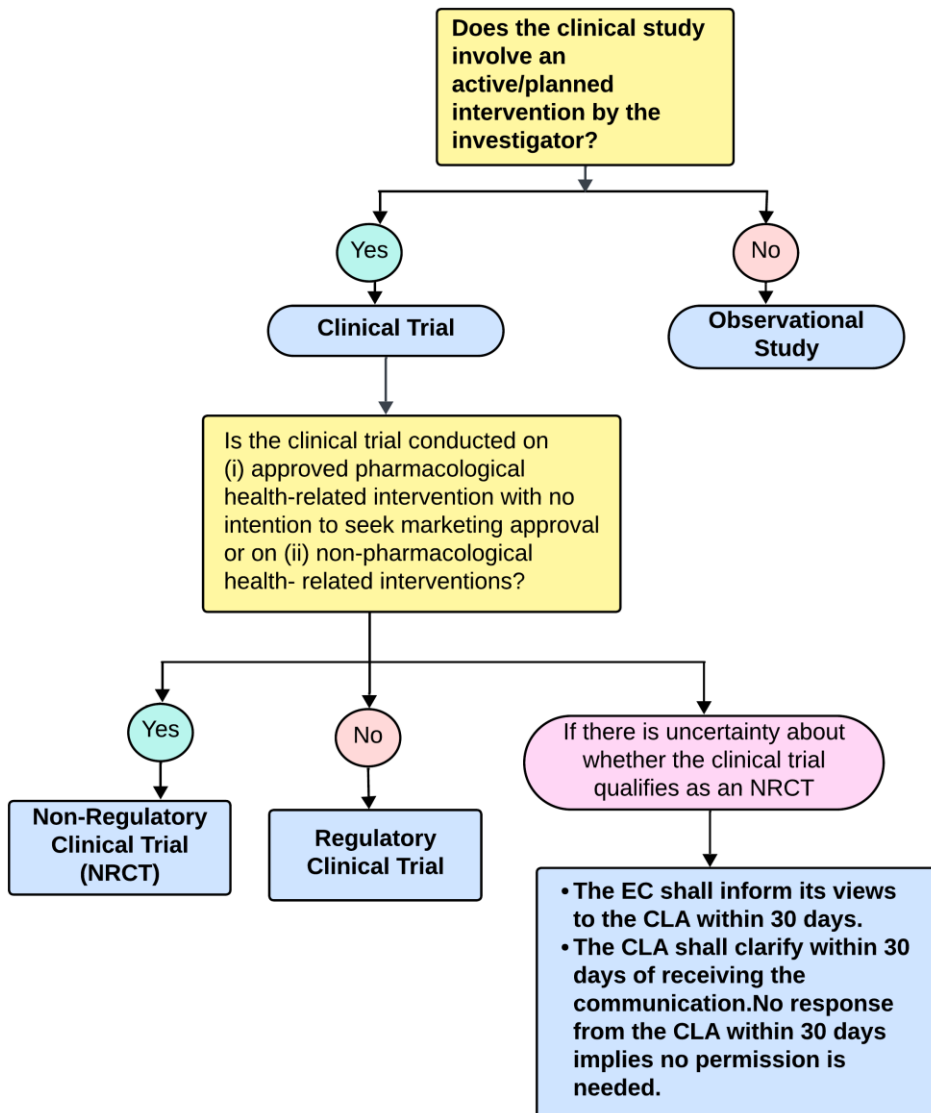 Does the clinical study
involve an
active/planned
intervention by the
investigator?
Yes
No
Clinical Trial
Observational
Study
Is the clinical trial conducted on
(i) approved pharmacological
health-related intervention with no
intention to seek marketing approval
or on (ii) non-pharmacological
health- related interventions?
Yes
No
If there is uncertainty about
whether the clinical trial
qualifies as an NRCT
Non-Regulatory
Clinical Trial
(NRCT)
Regulatory
Clinical Trial
• The EC shall inform its views
to the CLA within 30 days.
• The CLA shall clarify within 30
days of receiving the
communication.No response
from the CLA within 30 days
implies no permission is
needed.